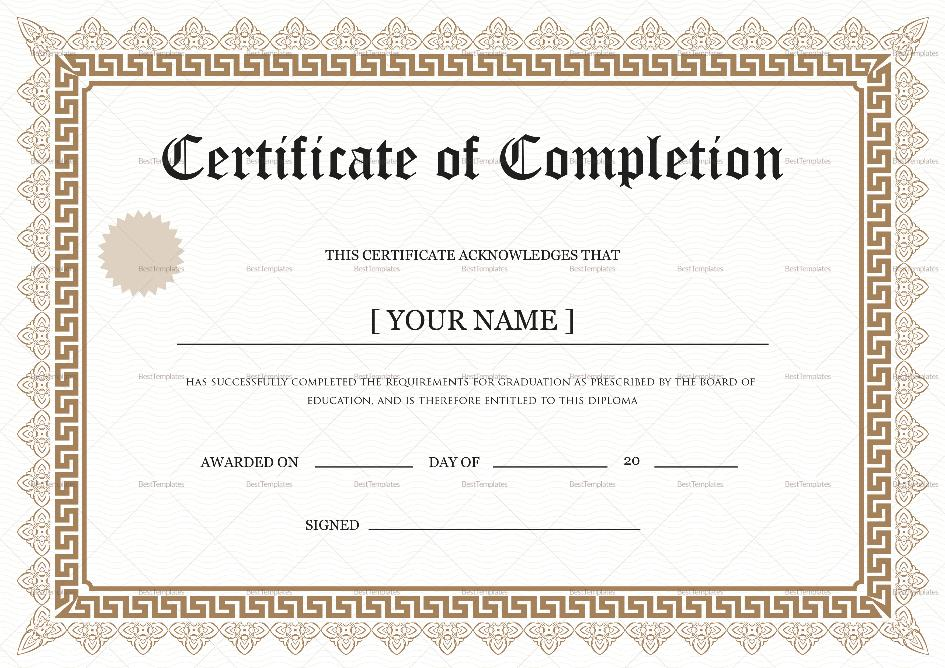 Certificate of Completion
THIS CERTIFICATE ACKNOWLEDGES THAT
[ YOUR NAME ]
HAS SUCCESSFULLY COMPLETED THE REQUIREMENTS FOR GRADUATION AS PRESCRIBED BY THE BOARD OF
EDUCATION, AND IS THEREFORE ENTITLED TO THIS DIPLOMA
AWARDED ON DAY OF 20
SIGNED
BestTemplates